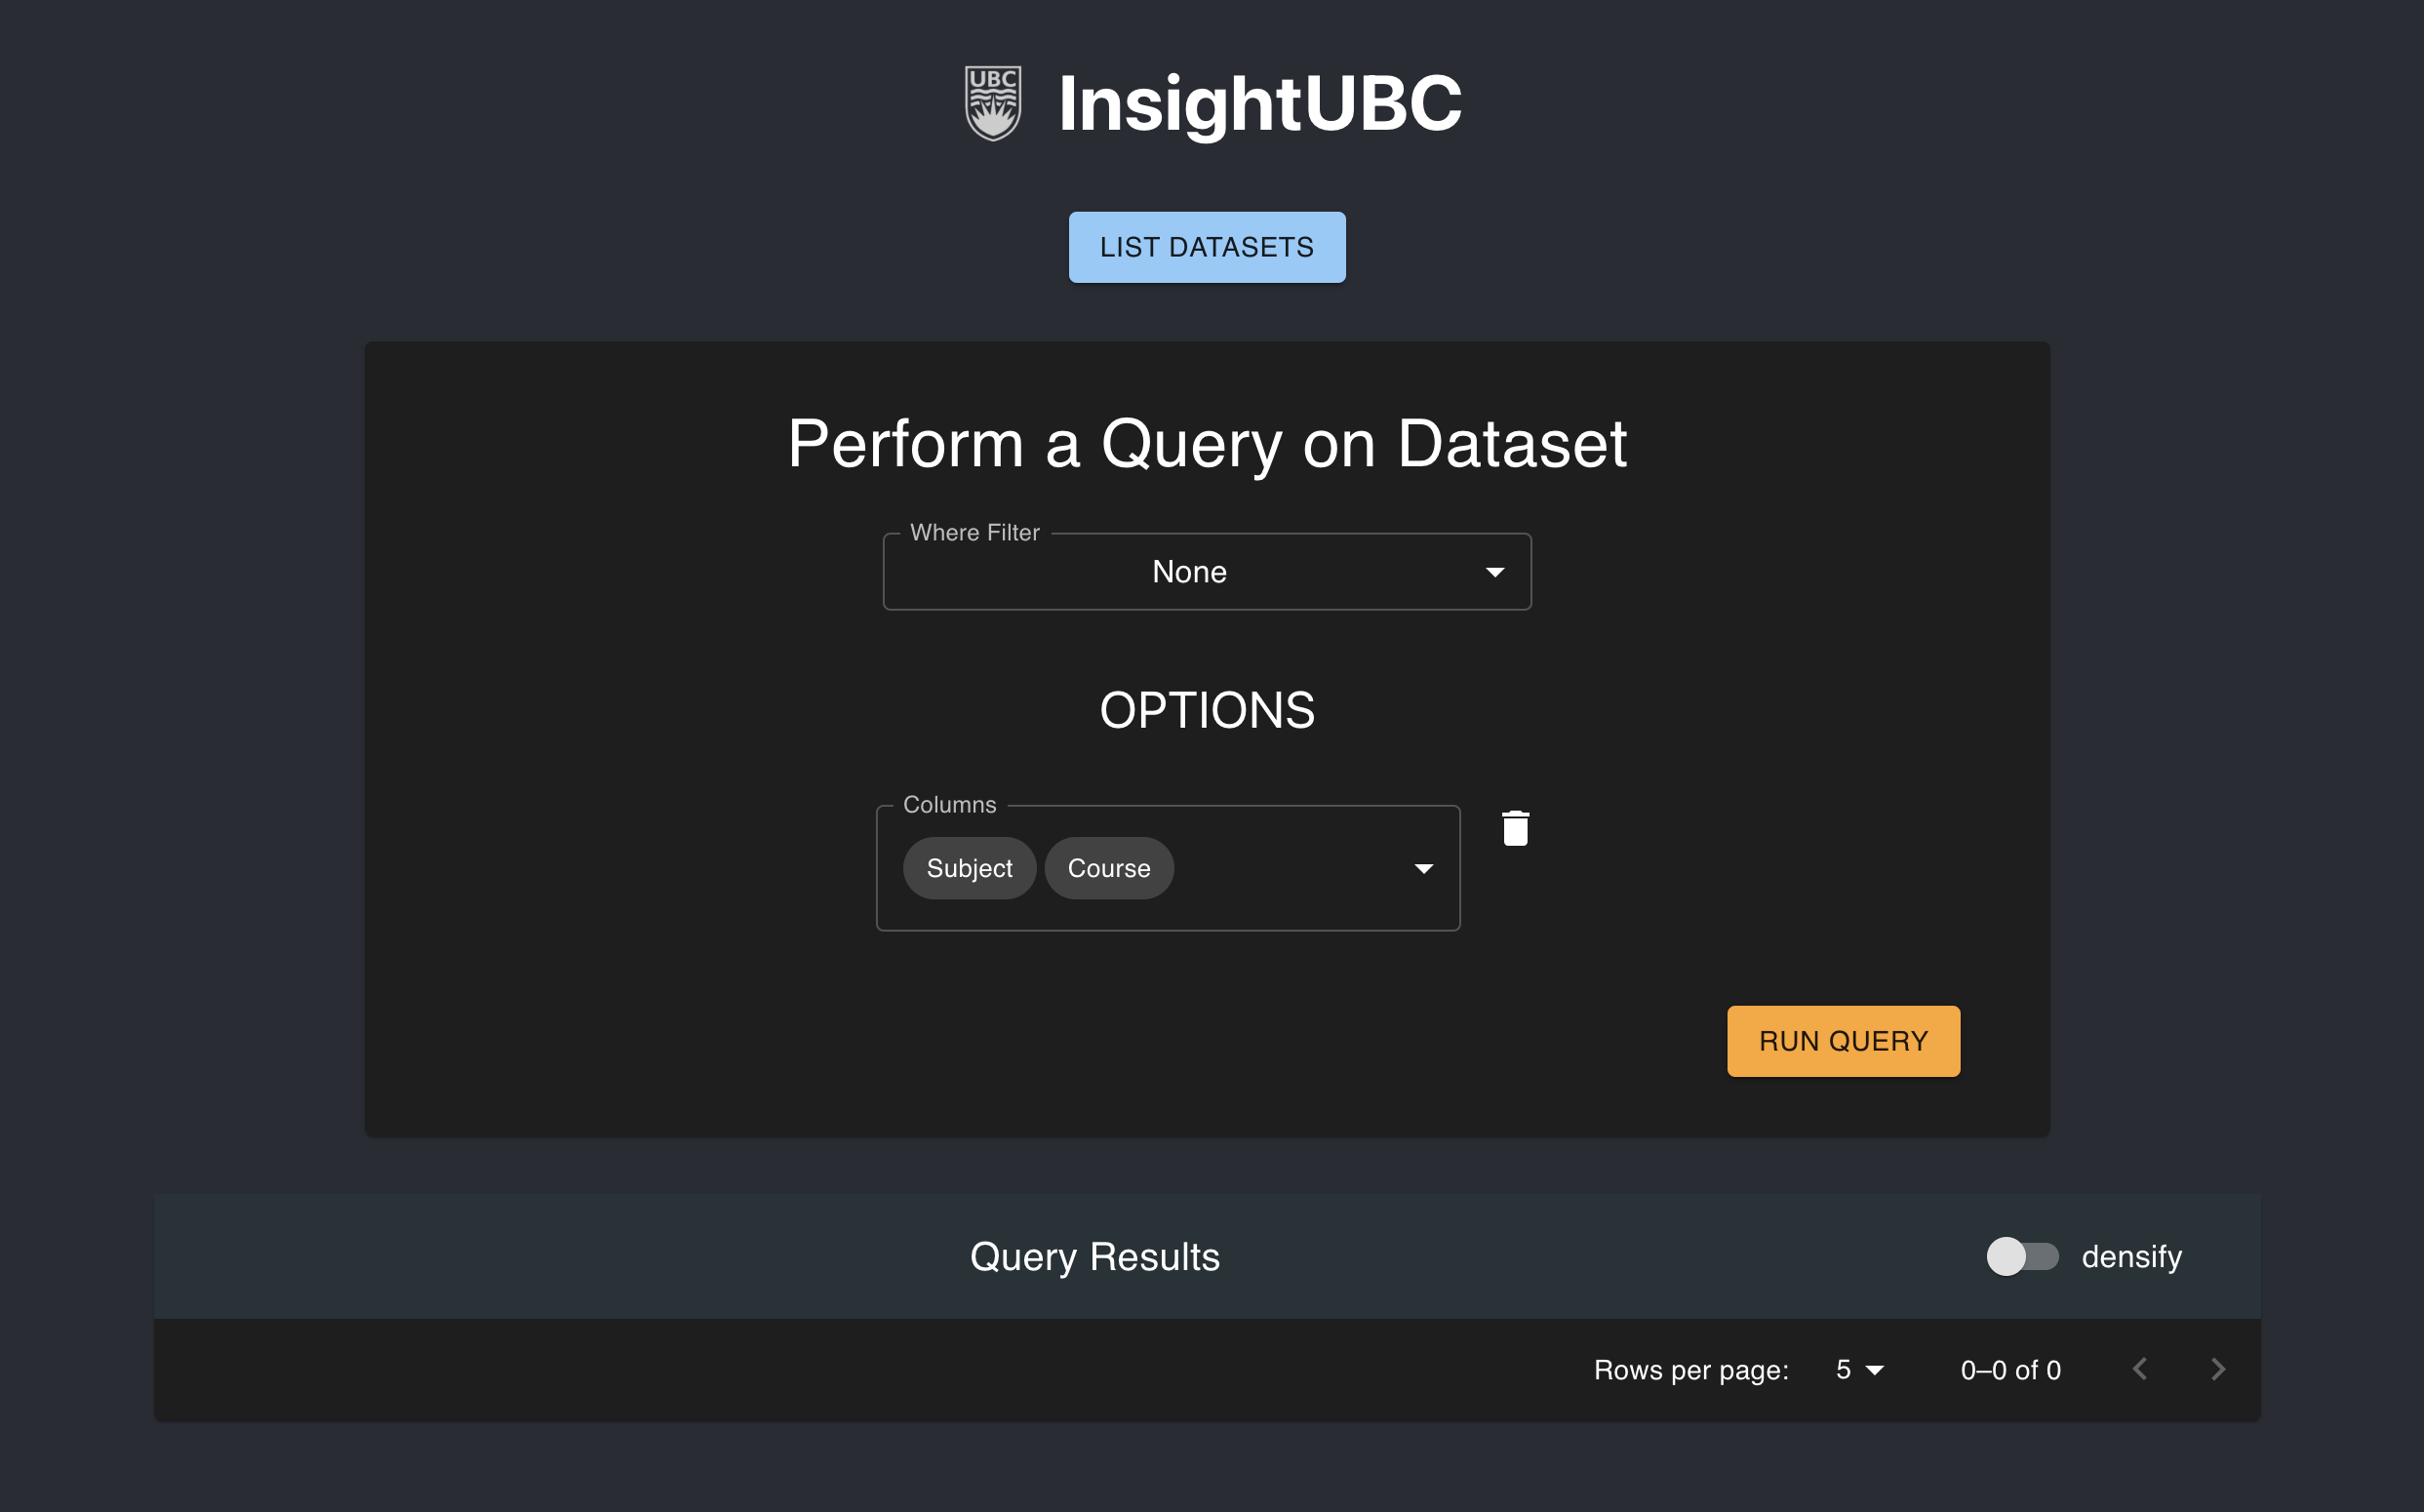 UBC
InsightUBC
LIST DATASETS
Perform a Query on Dataset
Where Filter
None
OPTIONS
Columns
Subject Course
RUN QUERY
Query Results densify
Rows per page: 5 0–0 of 0